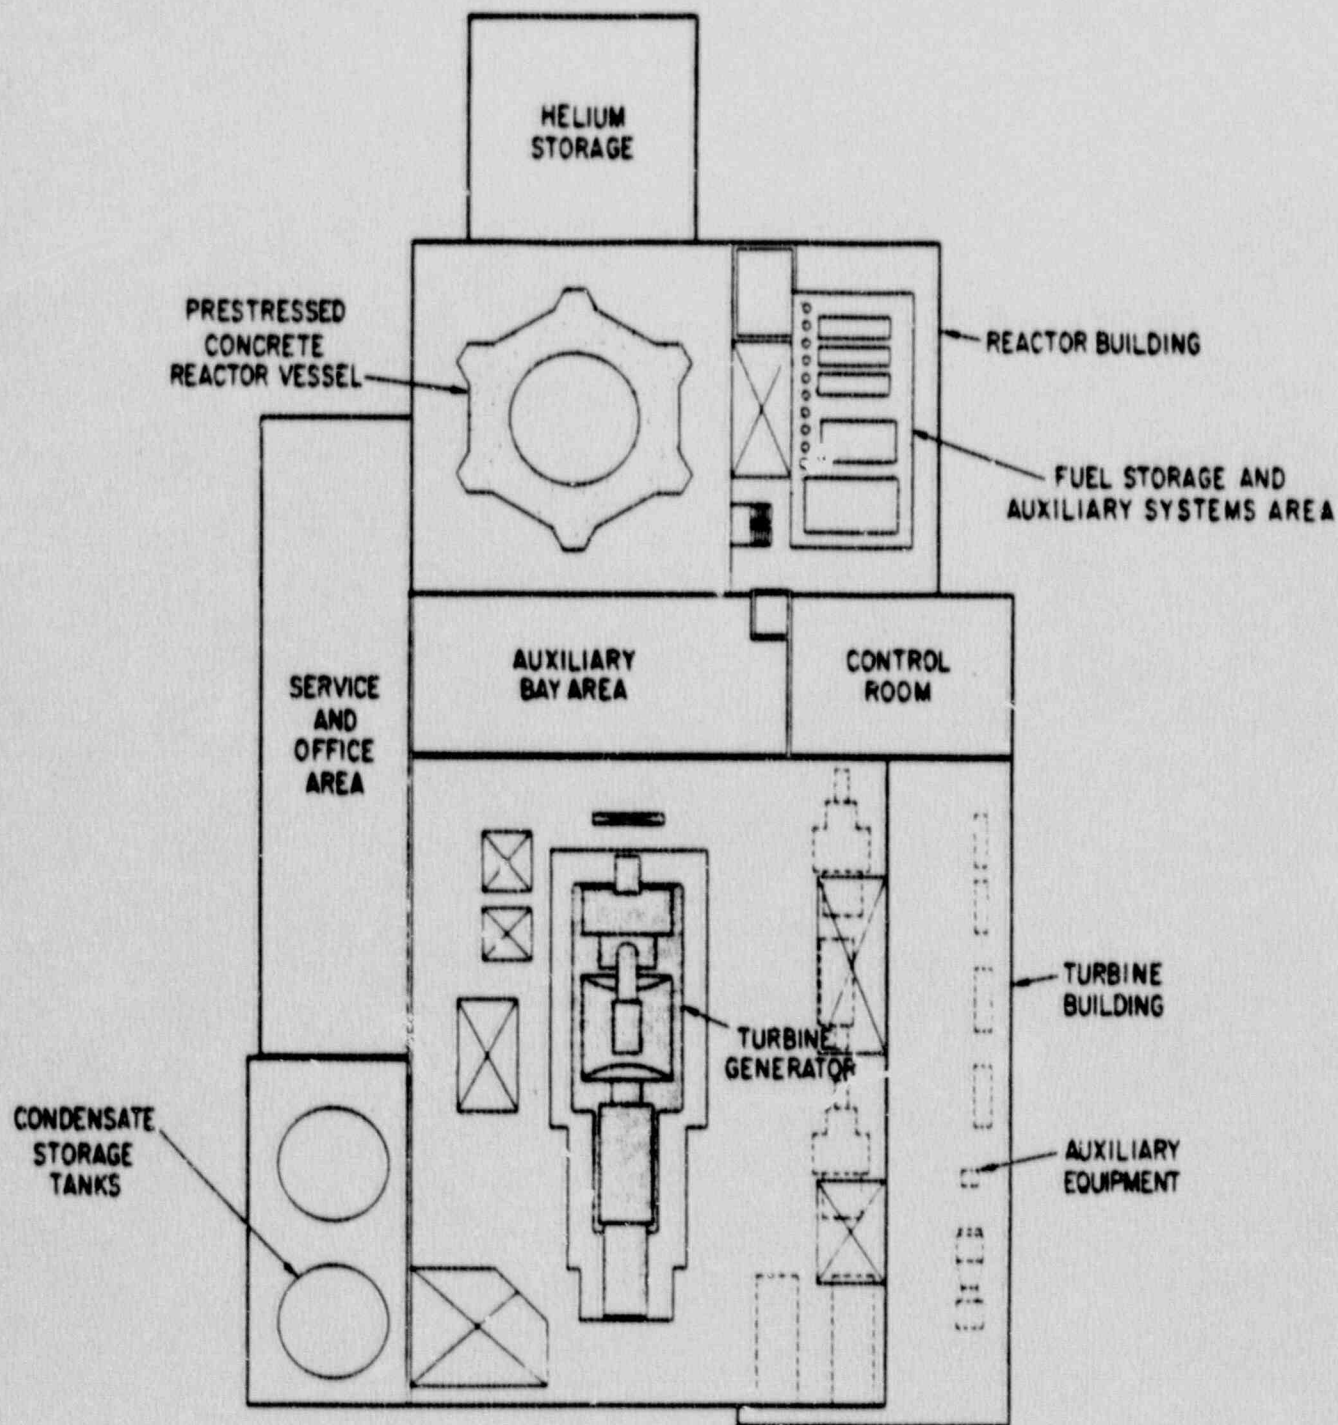 HELIUM
STORAGE
PRESTRESSED
CONCRETE
REACTOR VESSEL
REACTOR BUILDING
FUEL STORAGE AND
AUXILIARY SYSTEMS AREA
AUXILIARY
BAY AREA
CONTROL
ROOM
SERVICE
AND
OFFICE
AREA
TURBINE
BUILDING
TURBINE
GENERATOR
CONDENSATE
STORAGE
TANKS
AUXILIARY
EQUIPMENT